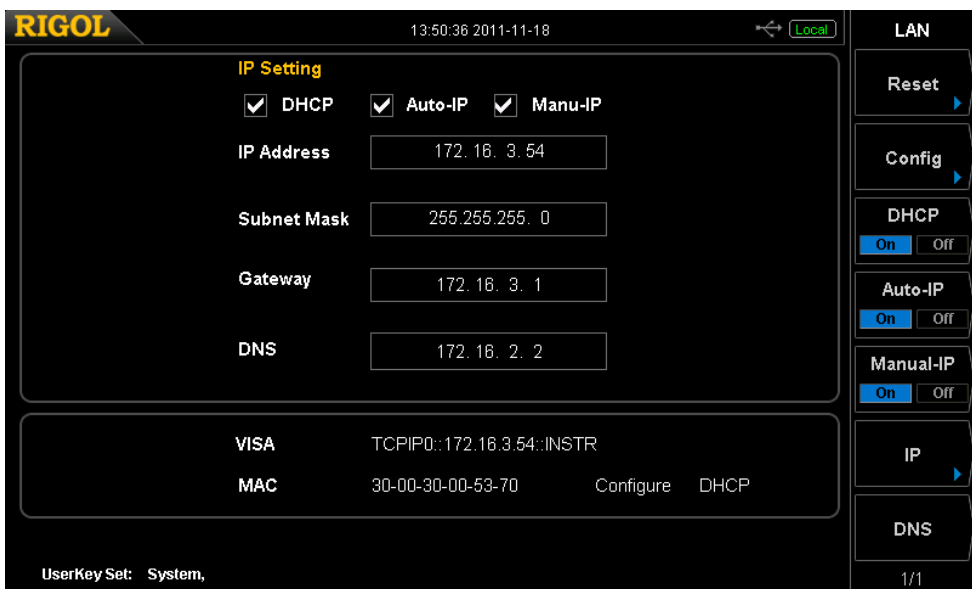 RIGOL
13:50:36 2011-11-18
Local
IP Setting
DHCP Auto-IP Manu-IP
IP Address 172. 16. 3. 54
Subnet Mask 255.255.255. 0
Gateway 172. 16. 3. 1
DNS 172. 16. 2. 2
VISA TCPIP0::172.16.3.54::INSTR
MAC 30-00-30-00-53-70 Configure DHCP
UserKey Set: System,
LAN
Reset
Config
DHCP
On Off
Auto-IP
On Off
Manual-IP
On Off
IP
DNS
1/1